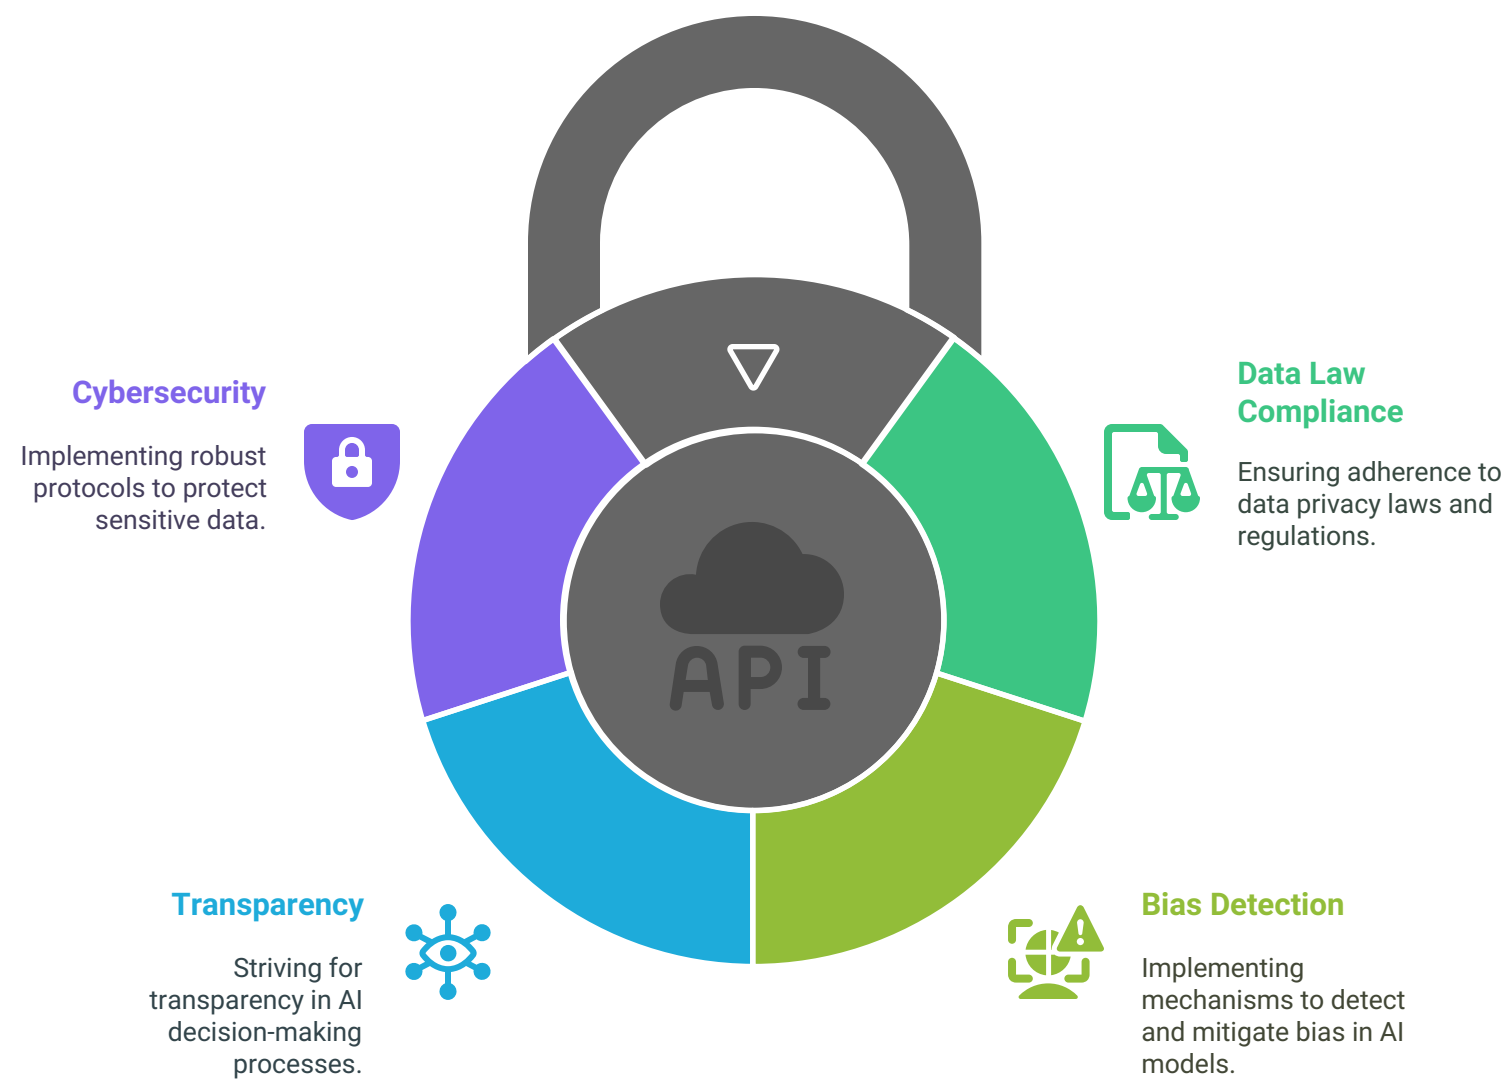 Cybersecurity
Implementing robust
protocols to protect
sensitive data.
Data Law
Compliance
Ensuring adherence to
data privacy laws and
regulations.
API
Transparency
Striving for
transparency in AI
decision-making
processes.
Bias Detection
Implementing
mechanisms to detect
and mitigate bias in AI
models.